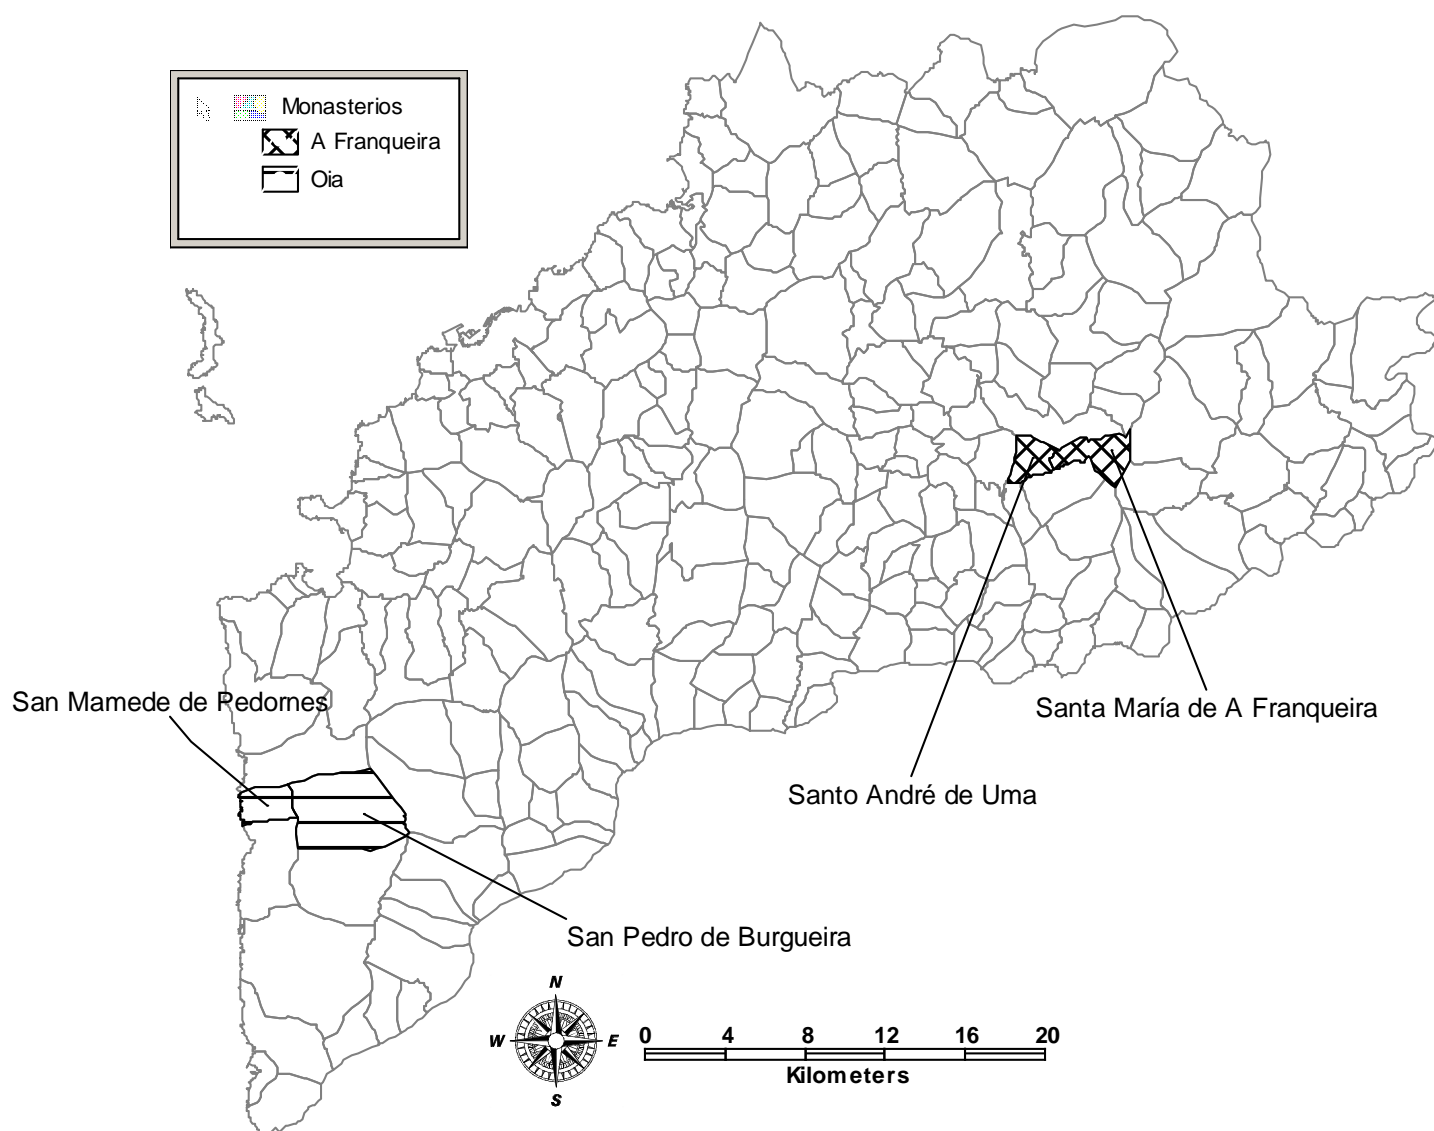 Monasterios
A Franqueira
Oia
San Mamede de Pedornes
Santa María de A Franqueira
Santo André de Uma
San Pedro de Burgueira
N
W E
S
0 4 8 12 16 20
Kilometers